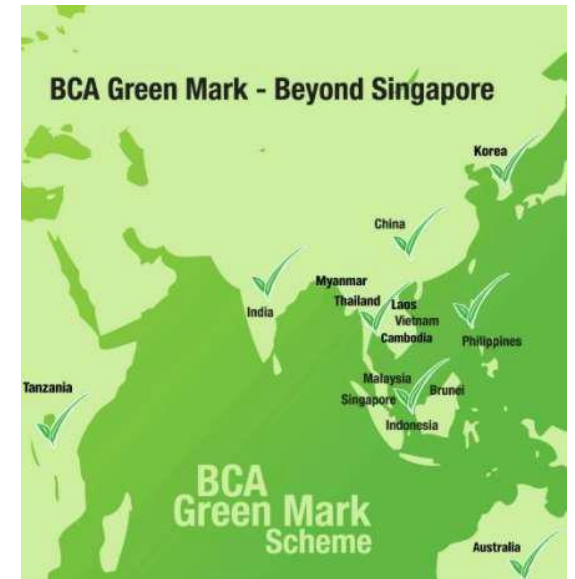 BCA Green Mark - Beyond Singapore
Korea
China
Myanmar
India
Thailand
Laos
Vietnam
Cambodia
Philippines
Malaysia
Brunei
Singapore
Indonesia
Tanzania
BCA
Green Mark
Scheme
Australia